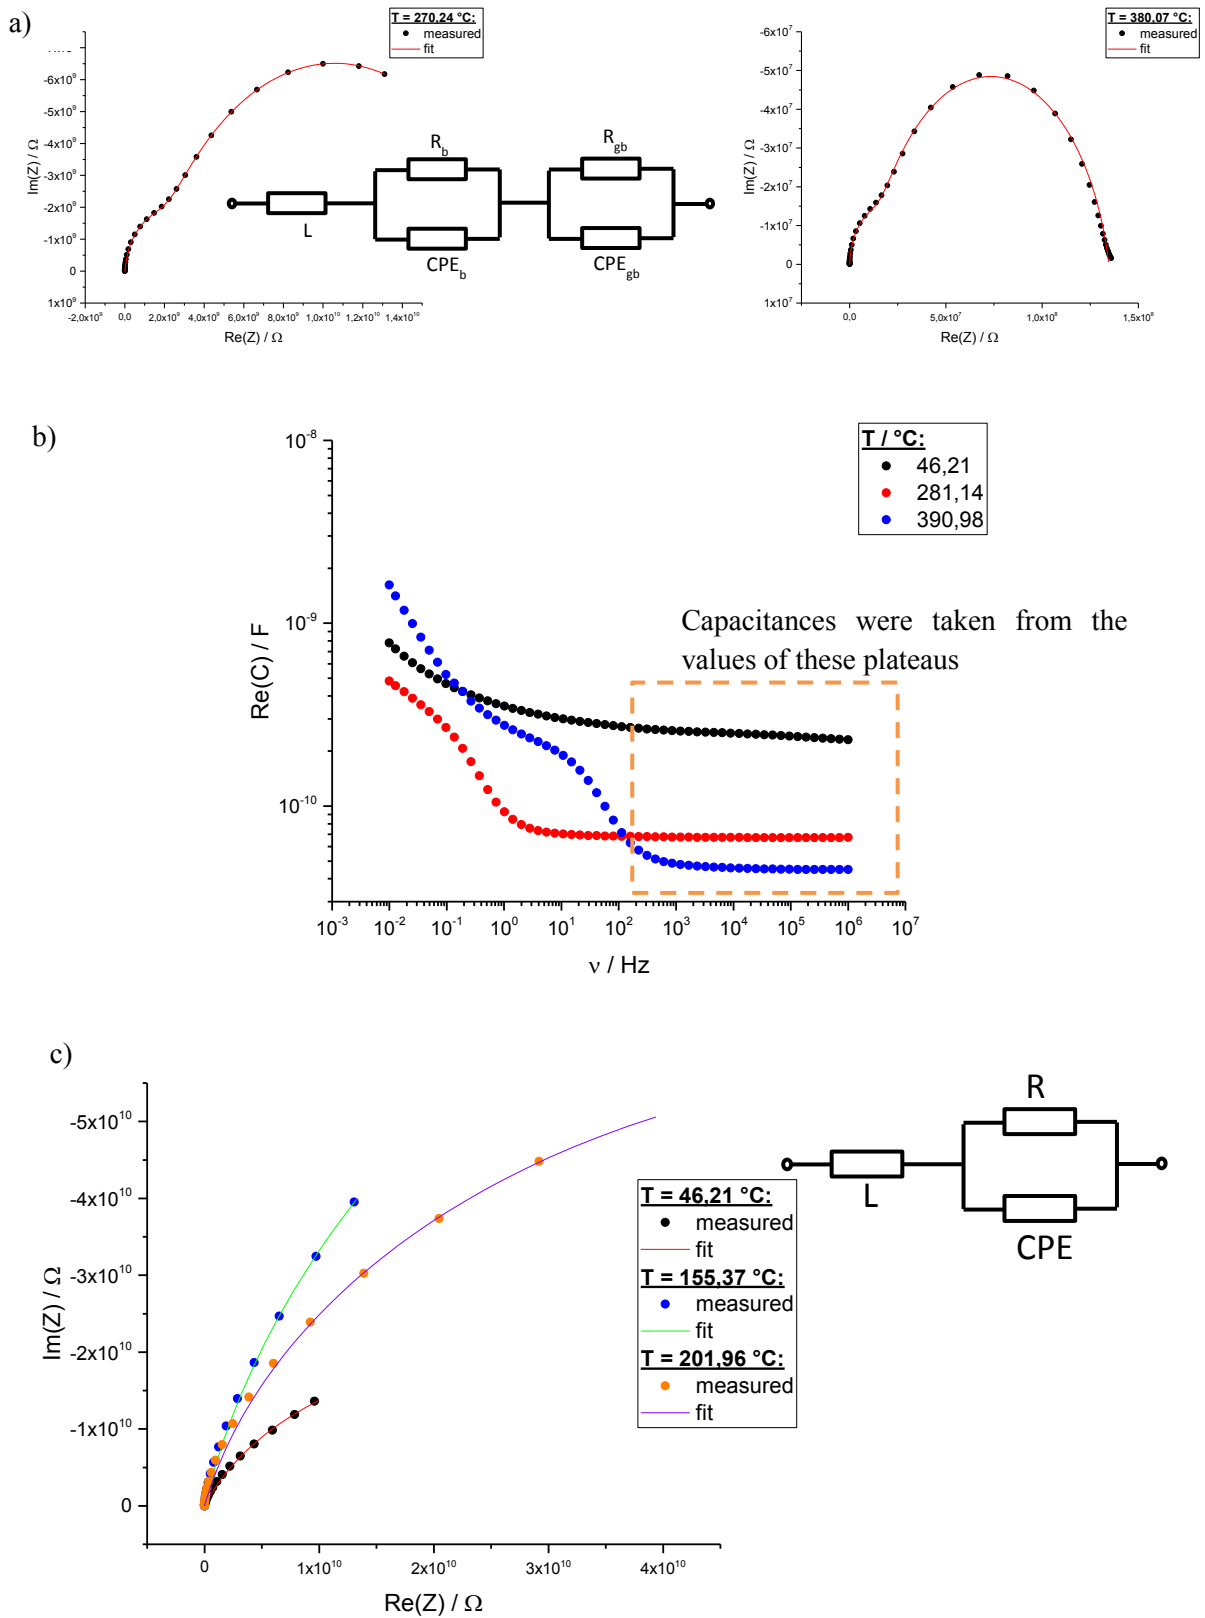 a)
T = 270,24 °C:
measured
fit
-6x10⁹
-5x10⁹
-4x10⁹
-3x10⁹
-2x10⁹
-1x10⁹
0
1x10⁹
Im(Z) / Ω
-2,0x10⁹ 0,0 2,0x10⁹ 4,0x10⁹ 6,0x10⁹ 8,0x10⁹ 1,0x10¹⁰ 1,2x10¹⁰ 1,4x10¹⁰
Re(Z) / Ω
L
R_b
CPE_b
R_gb
CPE_gb
T = 380,07 °C:
measured
fit
-6x10⁷
-5x10⁷
-4x10⁷
-3x10⁷
-2x10⁷
-1x10⁷
0
1x10⁷
Im(Z) / Ω
0,0 5,0x10⁷ 1,0x10⁸ 1,5x10⁸
Re(Z) / Ω
b)
T / °C:
46,21
281,14
390,98
10⁻⁸
10⁻⁹
10⁻¹⁰
Re(C) / F
Capacitances were taken from the
values of these plateaus
10⁻³ 10⁻² 10⁻¹ 10⁰ 10¹ 10² 10³ 10⁴ 10⁵ 10⁶ 10⁷
ν / Hz
c)
-5x10¹⁰
-4x10¹⁰
-3x10¹⁰
-2x10¹⁰
-1x10¹⁰
0
Im(Z) / Ω
0 1x10¹⁰ 2x10¹⁰ 3x10¹⁰ 4x10¹⁰
Re(Z) / Ω
T = 46,21 °C:
measured
fit
T = 155,37 °C:
measured
fit
T = 201,96 °C:
measured
fit
R
L
CPE